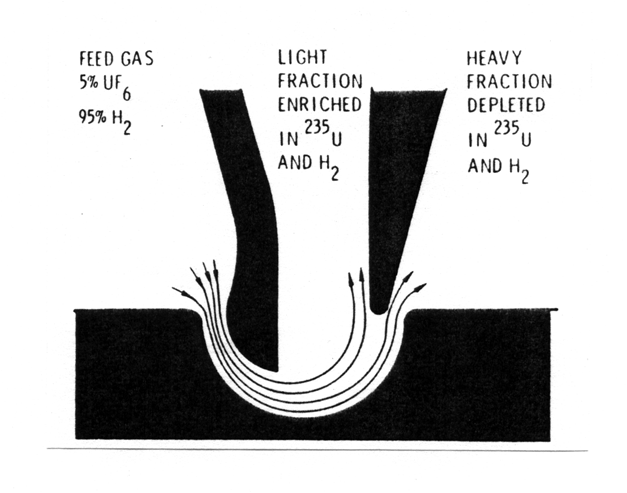 FEED GAS
5% UF6
95% H2
LIGHT
FRACTION
ENRICHED
IN 235U
AND H2
HEAVY
FRACTION
DEPLETED
IN 235U
AND H2